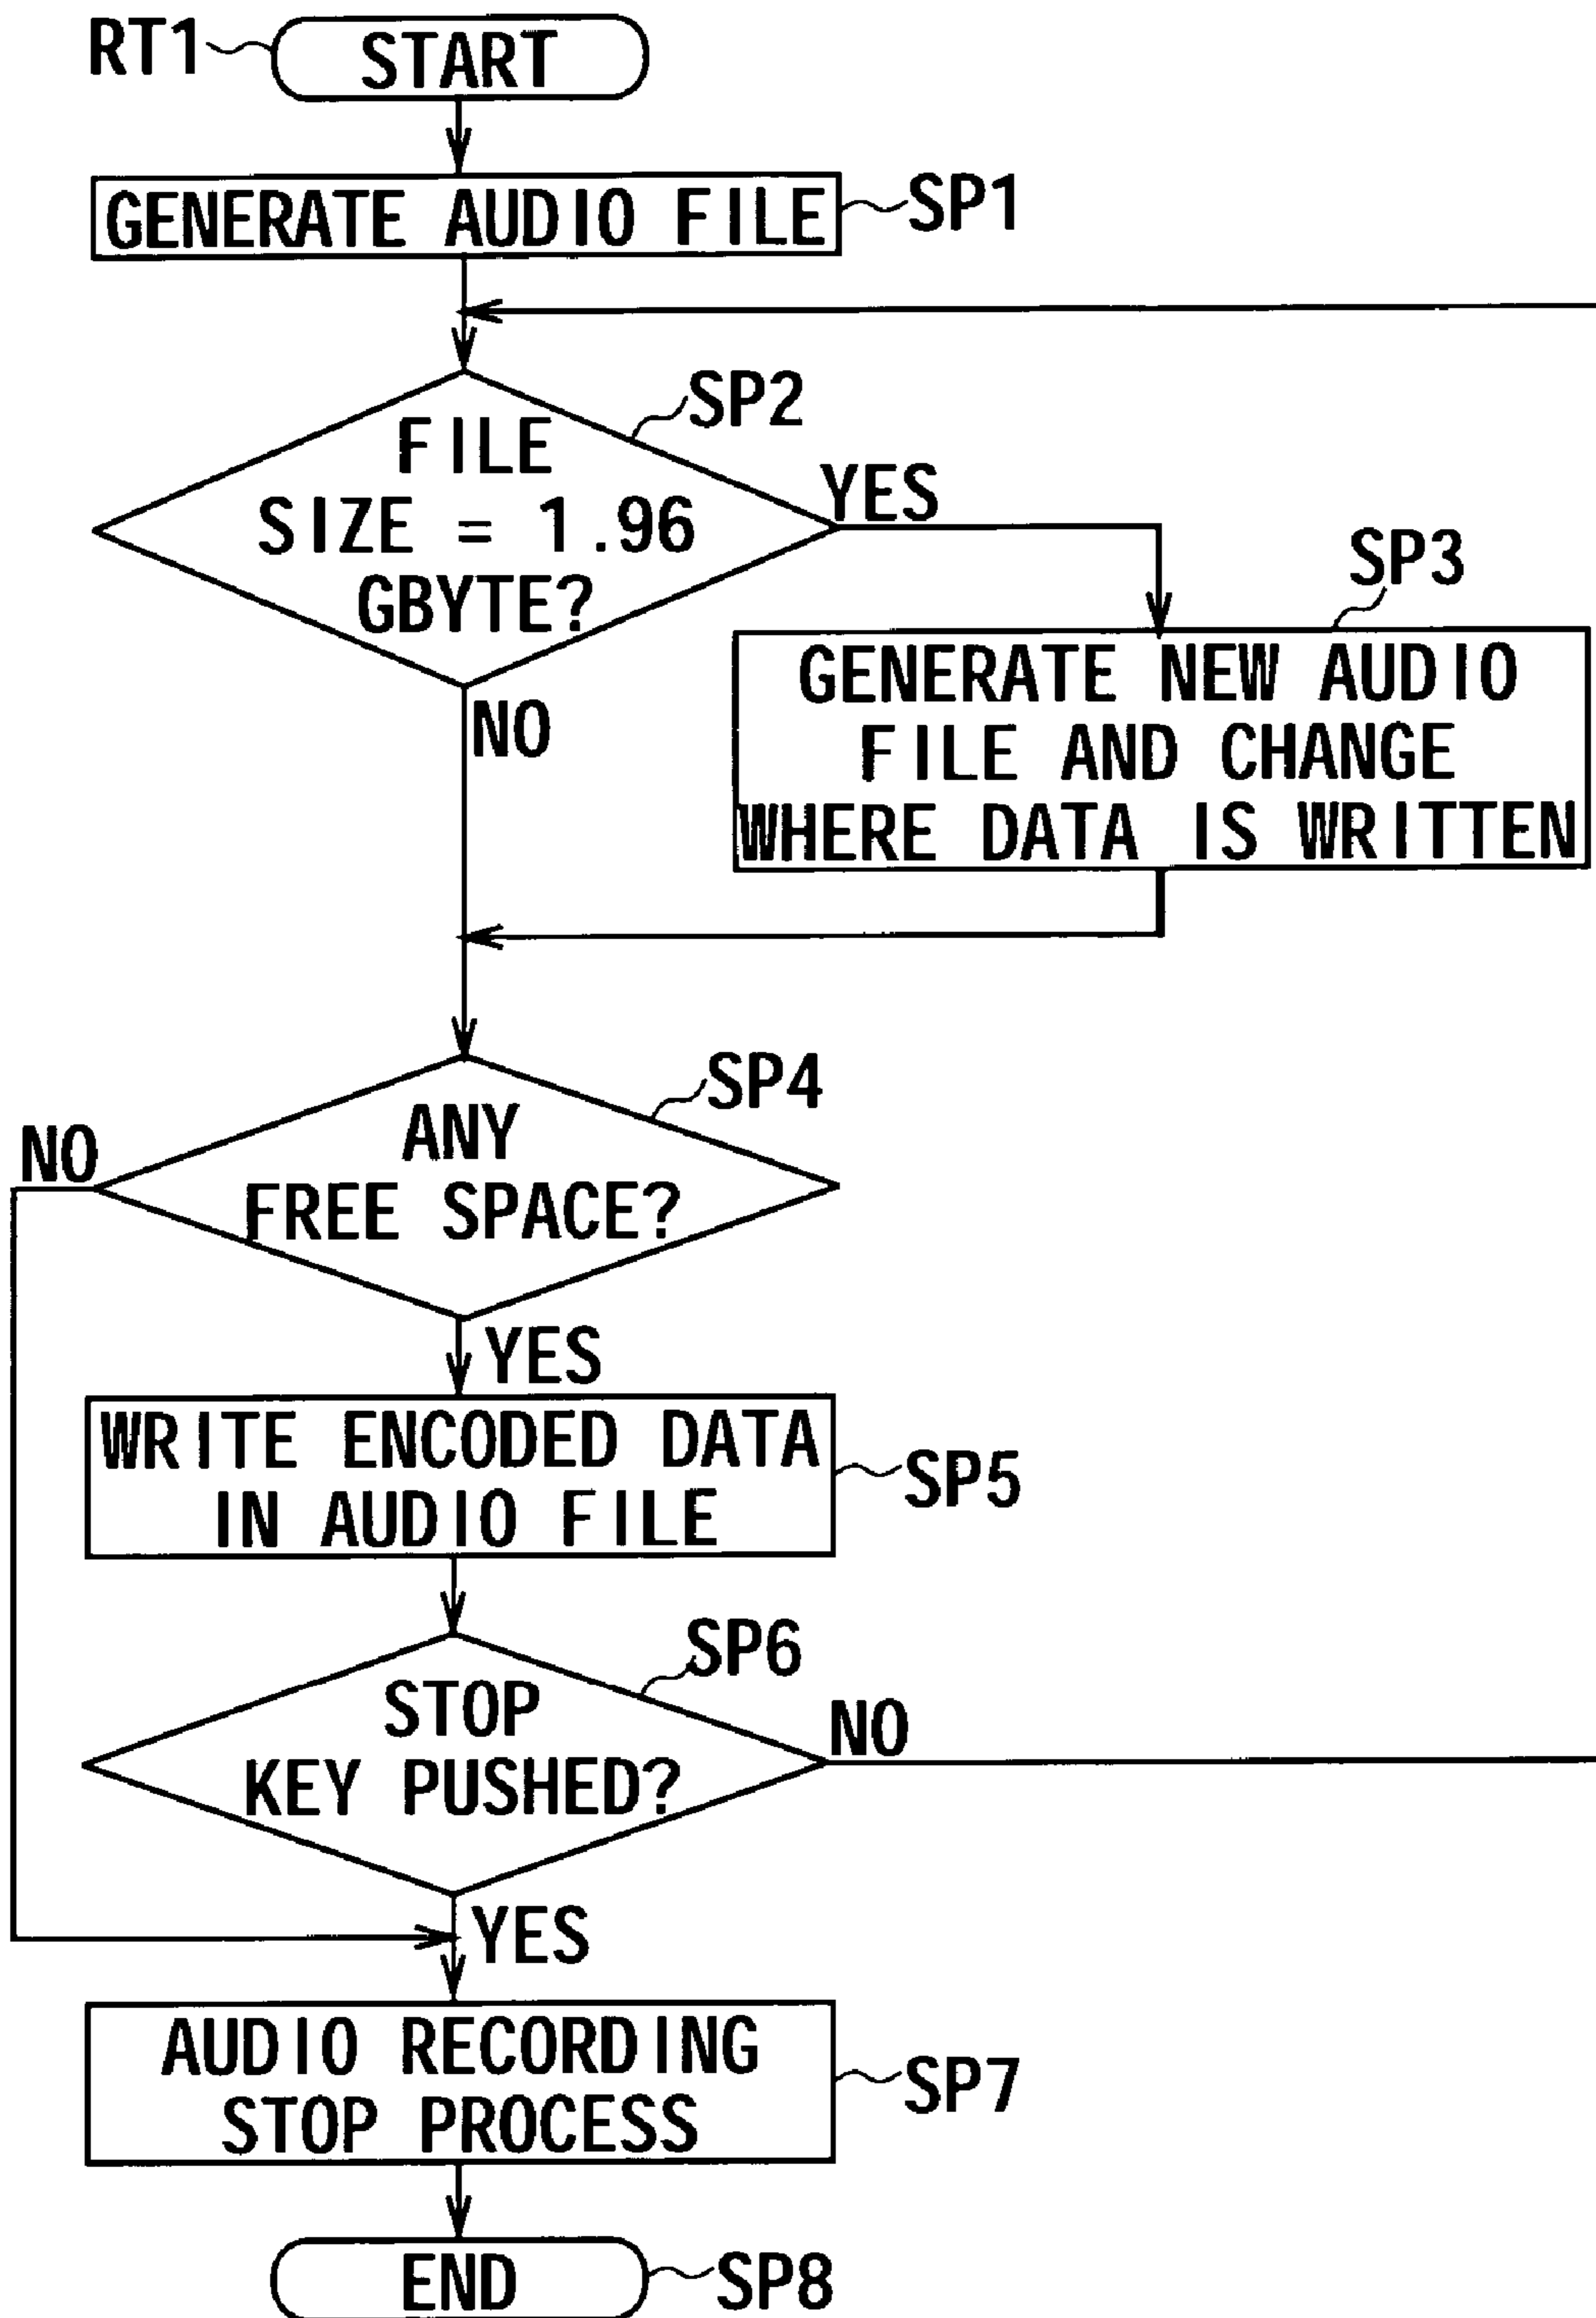 RT1
START
GENERATE AUDIO FILE
SP1
SP2
FILE
SIZE = 1.96
GBYTE?
YES
NO
SP3
GENERATE NEW AUDIO
FILE AND CHANGE
WHERE DATA IS WRITTEN
SP4
ANY
FREE SPACE?
NO
YES
WRITE ENCODED DATA
IN AUDIO FILE
SP5
SP6
STOP
KEY PUSHED?
NO
YES
AUDIO RECORDING
STOP PROCESS
SP7
END
SP8